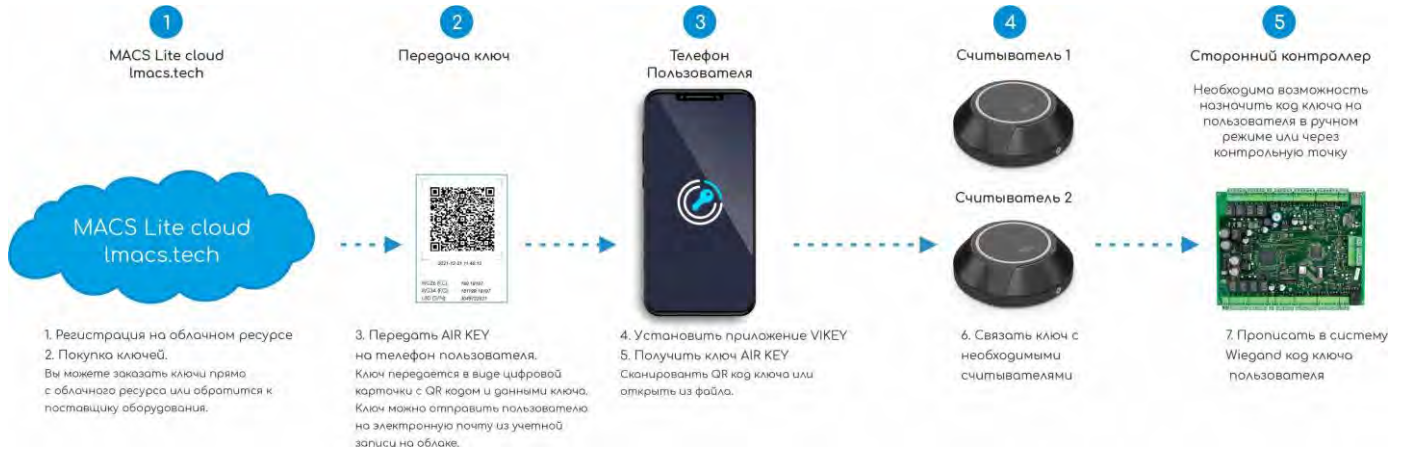 1
MACS Lite cloud
lmacs.tech
MACS Lite cloud
lmacs.tech
1. Регистрация на облачном ресурсе
2. Покупка ключей.
Вы можете заказать ключи прямо
с облачного ресурса или обратится к
поставщику оборудования.
2
Передача ключ
3. Передать AIR KEY
на телефон пользователя.
Ключ передается в виде цифровой
карточки с QR кодом и данными ключа.
Ключ можно отправить пользователю
на электронную почту из учетной
записи на облаке.
3
Телефон
Пользователя
4. Установить приложение VIKEY
5. Получить ключ AIR KEY
Сканированть QR код ключа или
открыть из файла.
4
Считыватель 1
Считыватель 2
6. Связать ключ с
необходимыми
считывателями
5
Сторонний контроллер
Необходима возможность
назначить код ключа на
пользователя в ручном
режиме или через
контрольную точку
7. Прописать в систему
Wiegand код ключа
пользователя